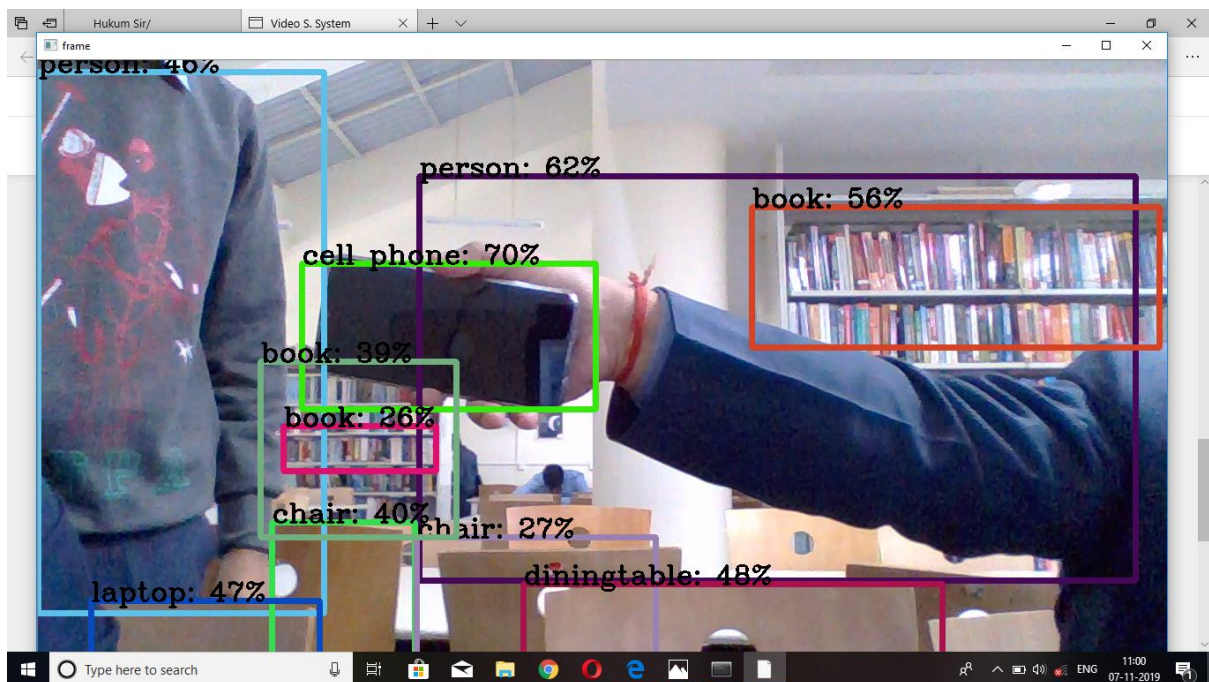 Hukum Sir/
Video S. System
frame
person: 46%
person: 62%
book: 56%
cell phone: 70%
book: 39%
book: 26%
chair: 40%
chair: 27%
diningtable: 48%
laptop: 47%
Type here to search
ENG
11:00
07-11-2019